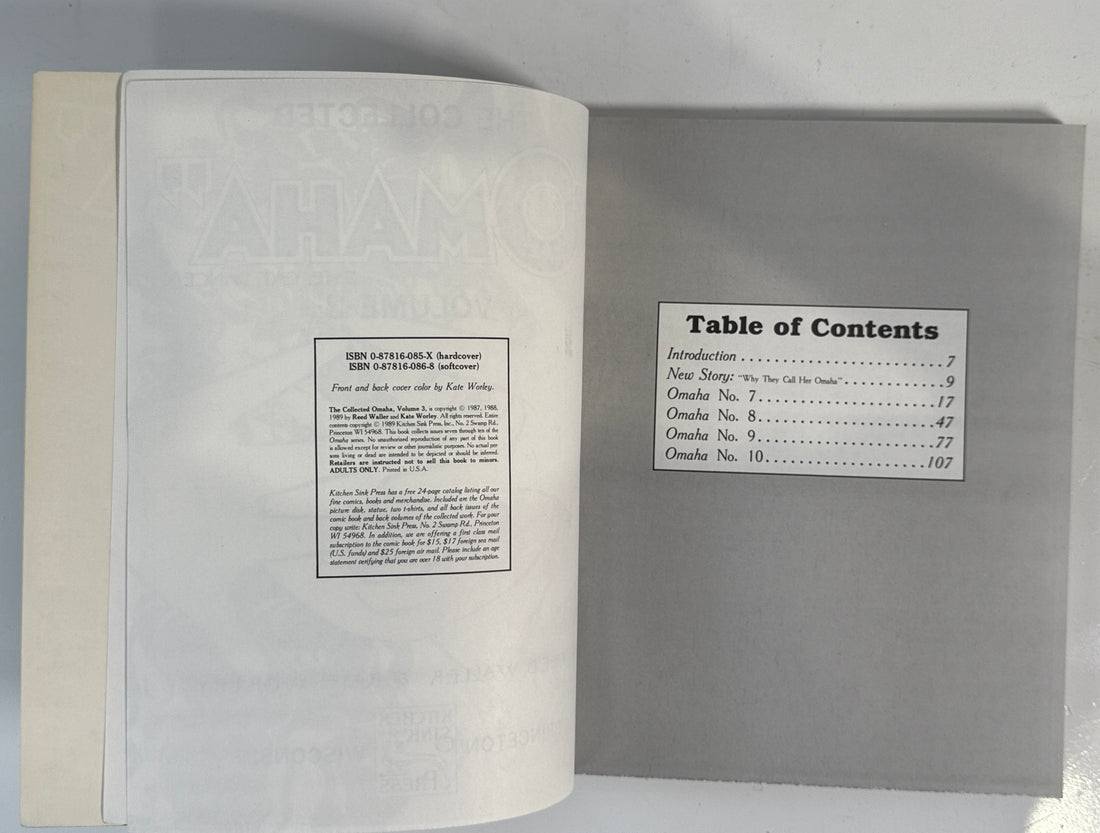 THE COLLECTED
OMAHA
VOLUME 3
ISBN 0-87816-085-X (hardcover)
ISBN 0-87816-086-8 (softcover)
Front and back cover color by Kate Worley.
The Collected Omaha, Volume 3, is copyright © 1987, 1988,
1989 by Reed Waller and Kate Worley. All rights reserved. Entire
contents copyright © 1989 Kitchen Sink Press, Inc., No. 2 Swamp Rd.,
Princeton WI 54968. This book collects issues seven through ten of the
Omaha series. No unauthorized reproduction of any part of this book
is allowed except for review or other journalistic purposes. No actual per
sons living or dead are intended to be depicted or should be inferred.
Retailers are instructed not to sell this book to minors.
ADULTS ONLY. Printed in U.S.A.
Kitchen Sink Press has a free 24-page catalog listing all our
fine comics, books and merchandise. Included are the Omaha
picture disk, statue, two t-shirts, and all back issues of the
comic book and back volumes of the collected work. For your
copy write: Kitchen Sink Press, No. 2 Swamp Rd., Princeton
WI 54968. In addition, we are offering a first class mail
subscription to the comic book for $15, $17 foreign sea mail
(U.S. funds) and $25 foreign air mail. Please include an age
statement verifying that you are over 18 with your subscription.
KITCHEN
SINK
PRESS
Table of Contents
Introduction . . . . . . . . . . . . . . . . . . . . . . . . . . . 7
New Story: "Why They Call Her Omaha" . . . . . . . . . . . . . 9
Omaha No. 7 . . . . . . . . . . . . . . . . . . . . . . 17
Omaha No. 8 . . . . . . . . . . . . . . . . . . . . . . 47
Omaha No. 9 . . . . . . . . . . . . . . . . . . . . . . 77
Omaha No. 10 . . . . . . . . . . . . . . . . . . . . 107